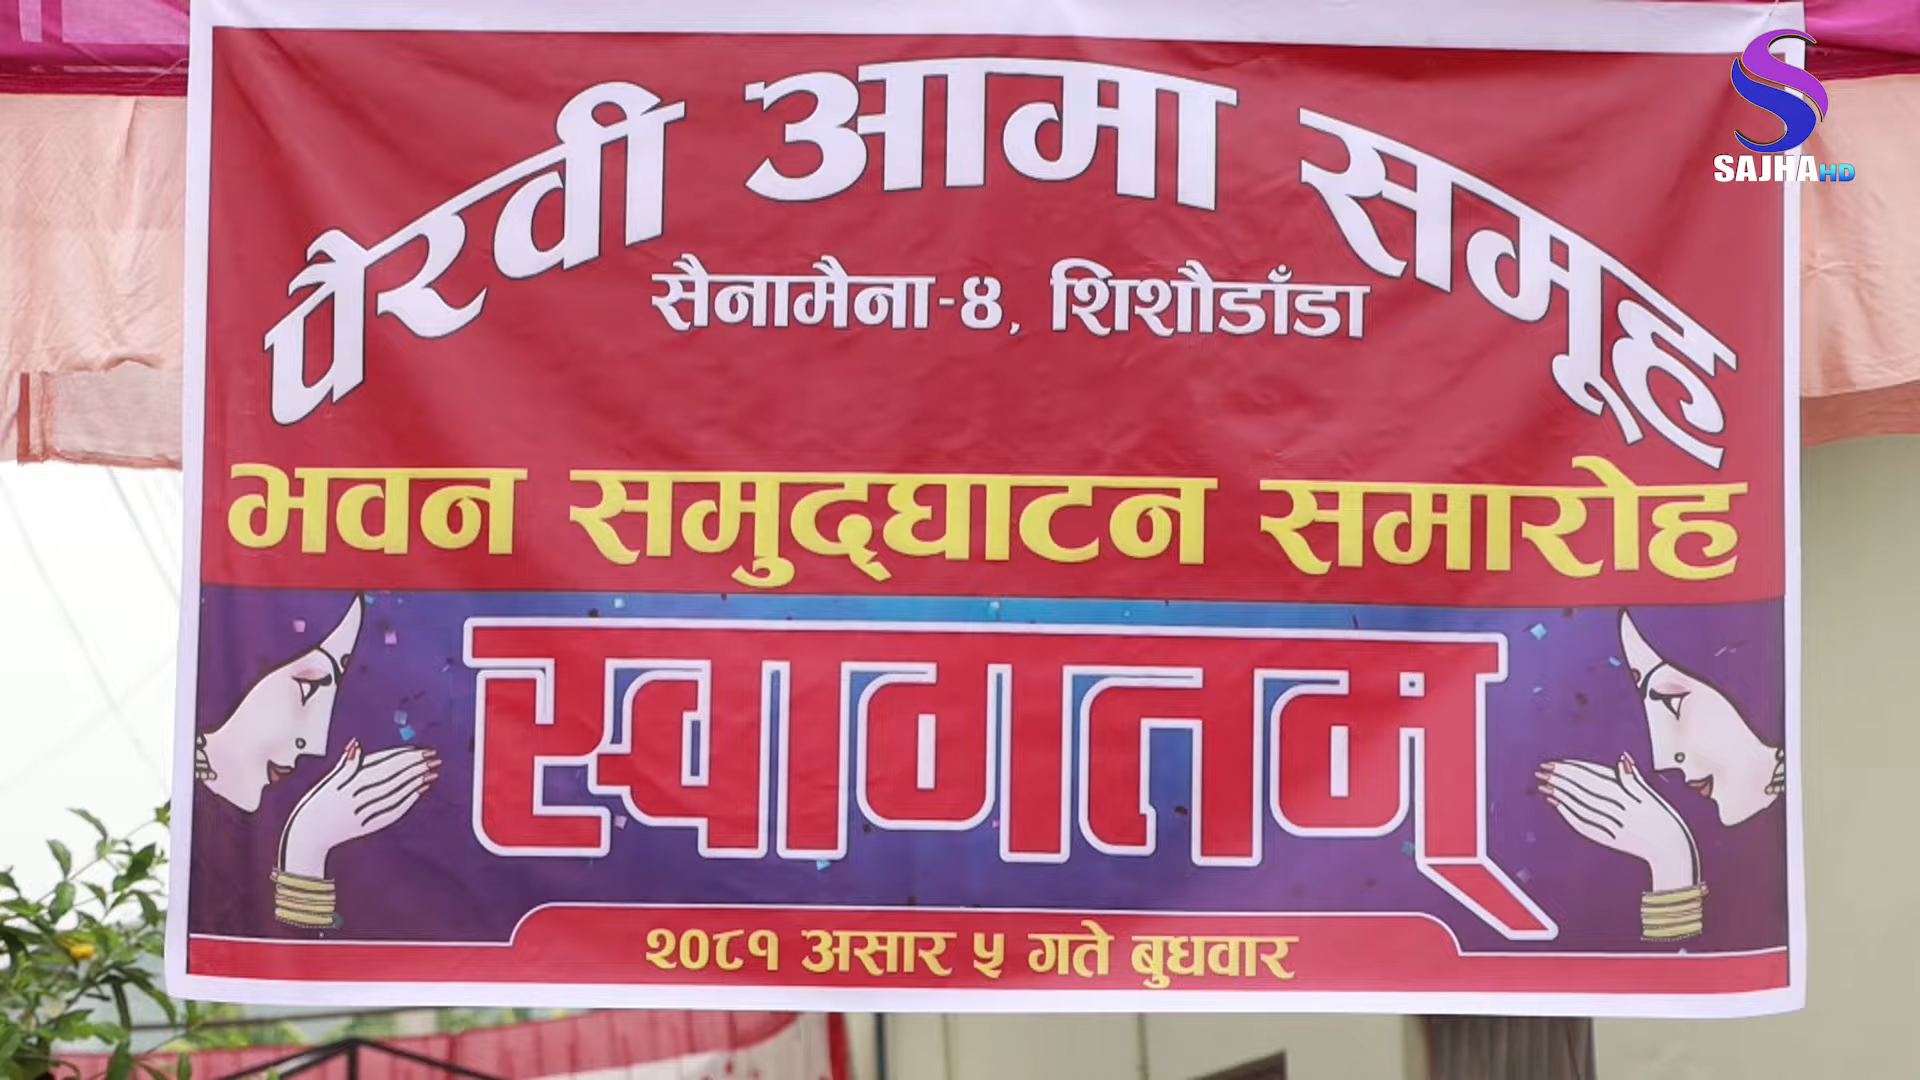 पैरवी आमा समूह
सैनामैना-४, शिशौडाँडा
भवन समुद्घाटन समारोह
स्वागतम्
२०८१ असार ५ गते बुधवार
SAJHA HD